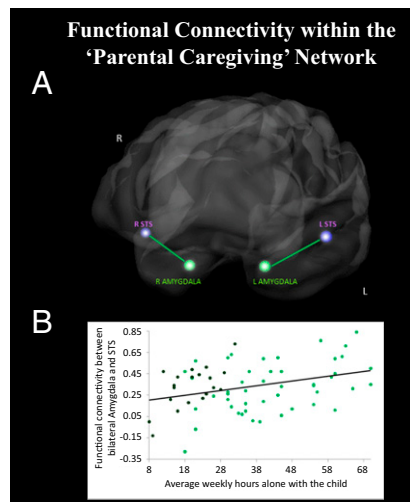 Functional Connectivity within the
‘Parental Caregiving’ Network
A
R
R STS
L STS
R AMYGDALA
L AMYGDALA
L
B
Functional connectivity between
bilateral Amygdala and STS
0.85
0.65
0.45
0.25
0.05
-0.15
-0.35
8 18 28 38 48 58 68
Average weekly hours alone with the child